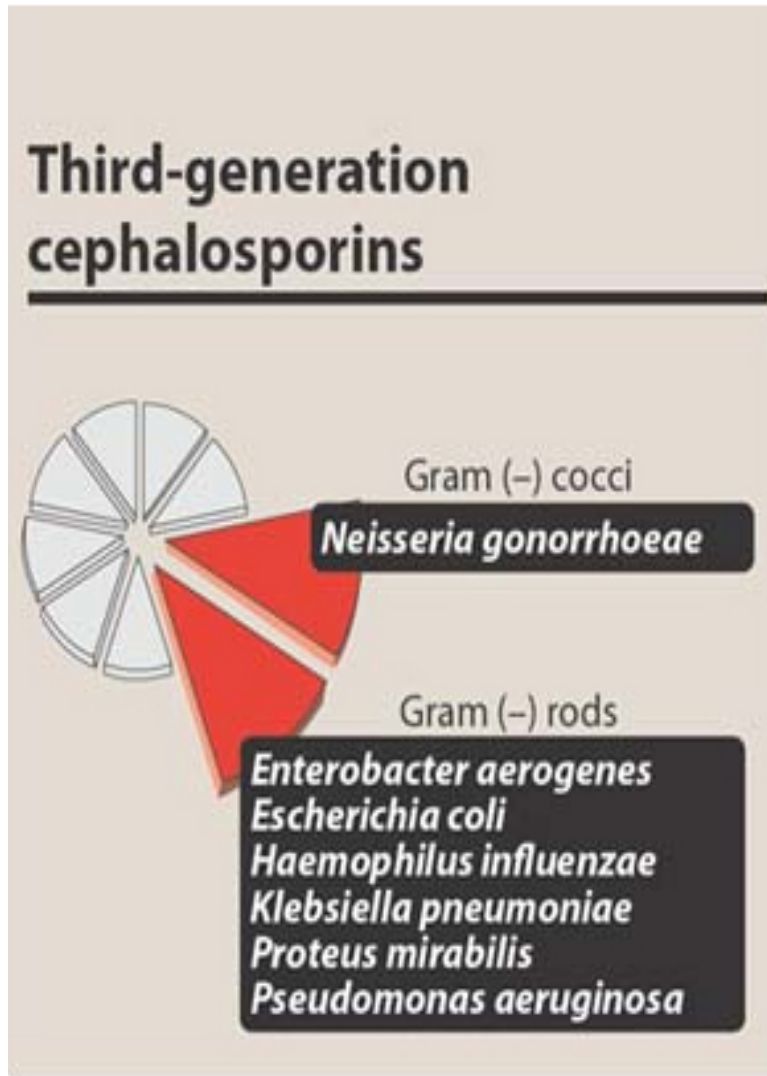 Third-generation
cephalosporins
Gram (–) cocci
Neisseria gonorrhoeae
Gram (–) rods
Enterobacter aerogenes
Escherichia coli
Haemophilus influenzae
Klebsiella pneumoniae
Proteus mirabilis
Pseudomonas aeruginosa